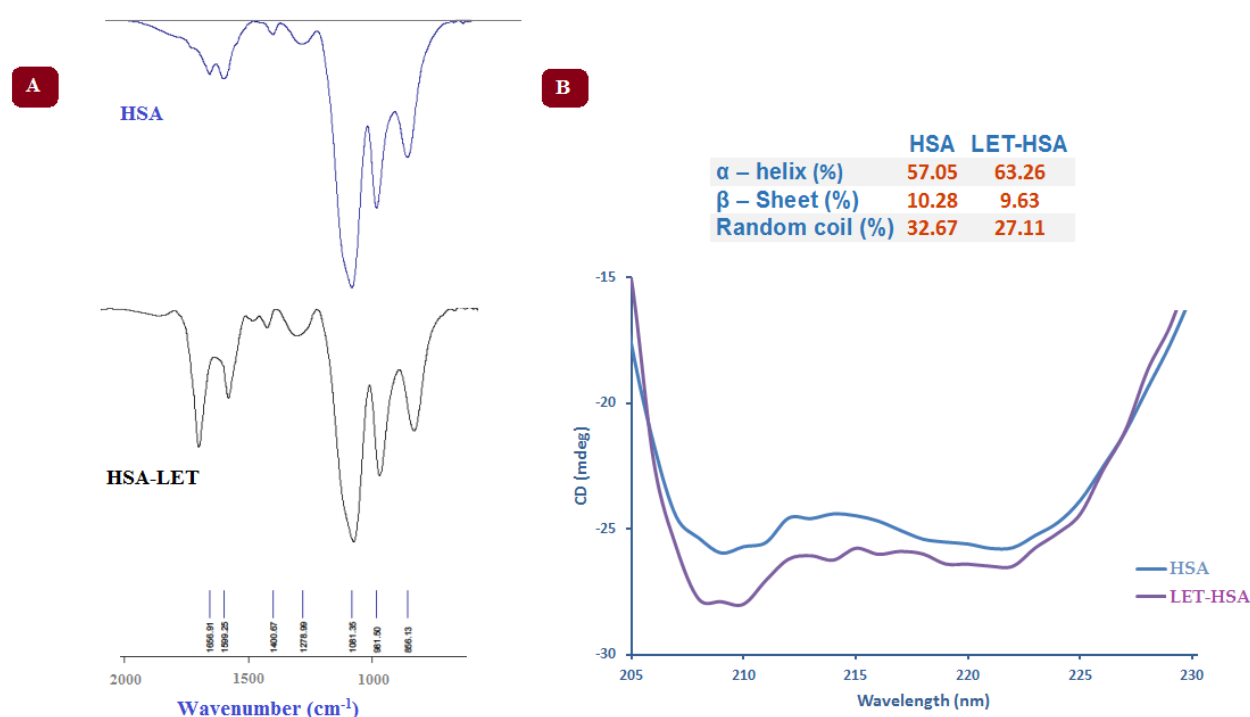 A
HSA
HSA-LET
1656.91
1599.25
1400.67
1278.99
1081.35
981.50
856.13
2000 1500 1000
Wavenumber (cm-1)
B
HSA LET-HSA
α – helix (%) 57.05 63.26
β – Sheet (%) 10.28 9.63
Random coil (%) 32.67 27.11
-15
-20
-25
-30
CD (mdeg)
HSA
LET-HSA
205 210 215 220 225 230
Wavelength (nm)